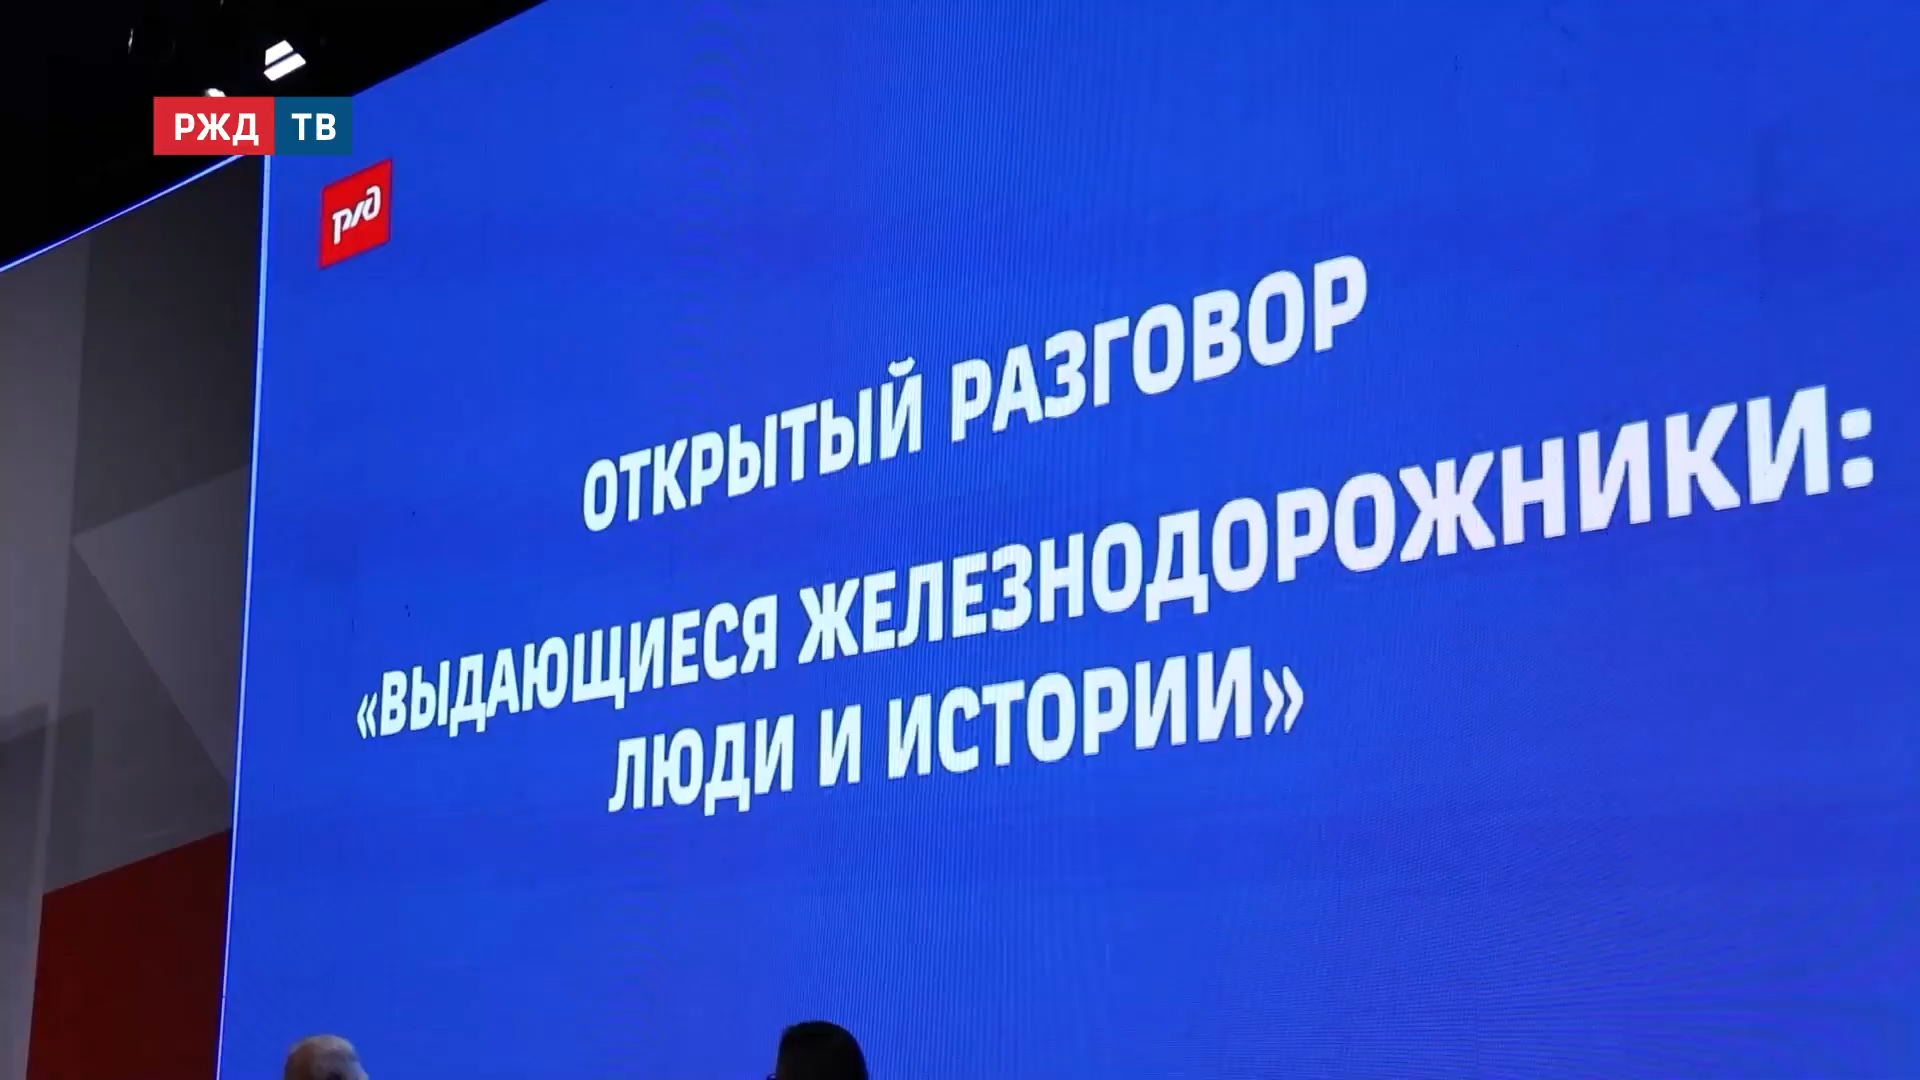 РЖД ТВ
ржд
ОТКРЫТЫЙ РАЗГОВОР
«ВЫДАЮЩИЕСЯ ЖЕЛЕЗНОДОРОЖНИКИ:
ЛЮДИ И ИСТОРИИ»